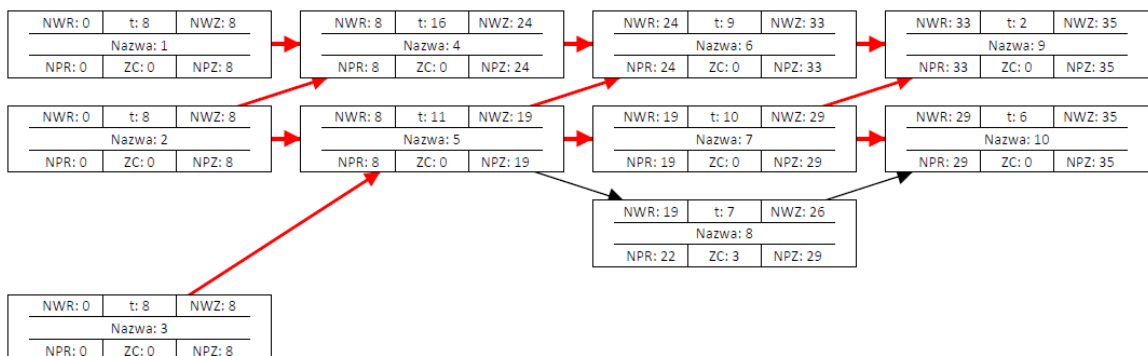 NWR: 0 t: 8 NWZ: 8
Nazwa: 1
NPR: 0 ZC: 0 NPZ: 8
NWR: 8 t: 16 NWZ: 24
Nazwa: 4
NPR: 8 ZC: 0 NPZ: 24
NWR: 24 t: 9 NWZ: 33
Nazwa: 6
NPR: 24 ZC: 0 NPZ: 33
NWR: 33 t: 2 NWZ: 35
Nazwa: 9
NPR: 33 ZC: 0 NPZ: 35
NWR: 0 t: 8 NWZ: 8
Nazwa: 2
NPR: 0 ZC: 0 NPZ: 8
NWR: 8 t: 11 NWZ: 19
Nazwa: 5
NPR: 8 ZC: 0 NPZ: 19
NWR: 19 t: 10 NWZ: 29
Nazwa: 7
NPR: 19 ZC: 0 NPZ: 29
NWR: 29 t: 6 NWZ: 35
Nazwa: 10
NPR: 29 ZC: 0 NPZ: 35
NWR: 19 t: 7 NWZ: 26
Nazwa: 8
NPR: 22 ZC: 3 NPZ: 29
NWR: 0 t: 8 NWZ: 8
Nazwa: 3
NPR: 0 ZC: 0 NPZ: 8